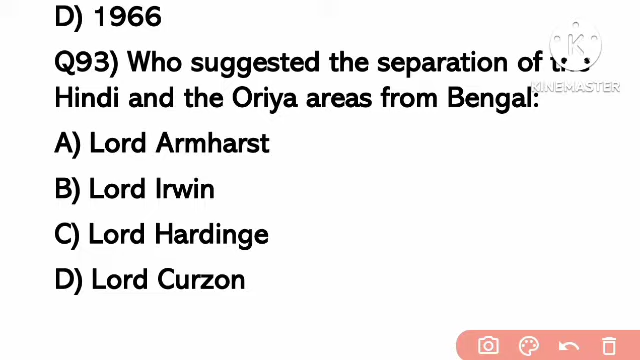 D) 1966
Q93) Who suggested the separation of the
Hindi and the Oriya areas from Bengal:
A) Lord Armharst
B) Lord Irwin
C) Lord Hardinge
D) Lord Curzon
K
KINEMASTER